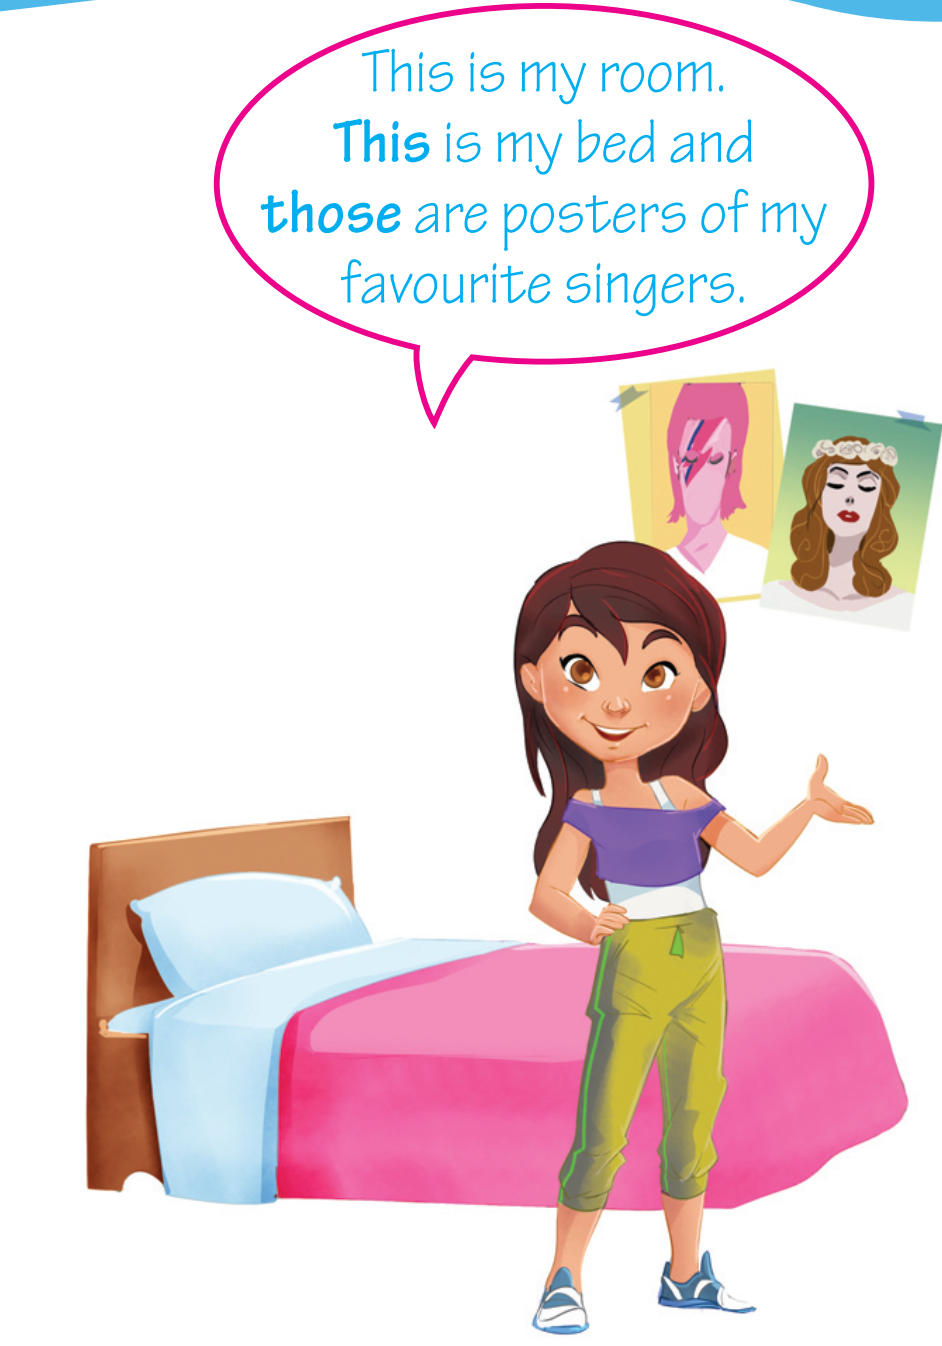 This is my room.
This is my bed and
those are posters of my
favourite singers.